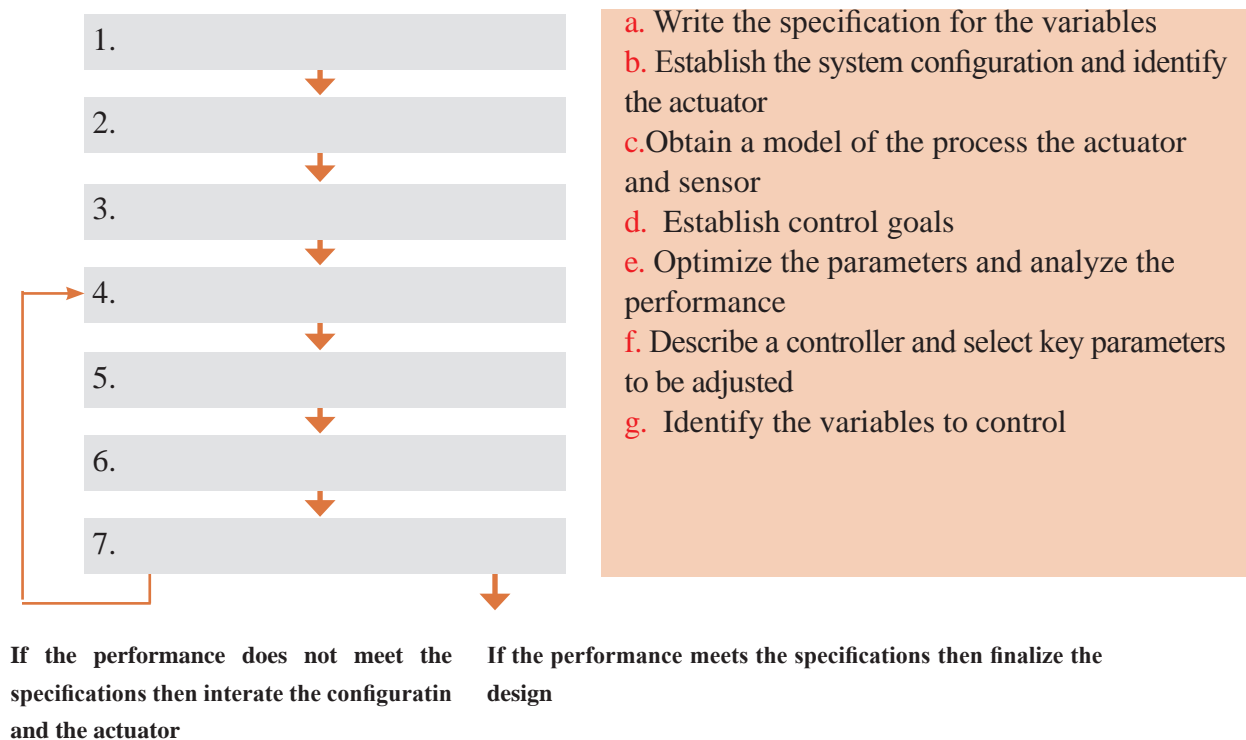 1.
2.
3.
4.
5.
6.
7.
a. Write the specification for the variables
b. Establish the system configuration and identify
the actuator
c.Obtain a model of the process the actuator
and sensor
d. Establish control goals
e. Optimize the parameters and analyze the
performance
f. Describe a controller and select key parameters
to be adjusted
g. Identify the variables to control
If the performance does not meet the
specifications then interate the configuratin
and the actuator
If the performance meets the specifications then finalize the
design